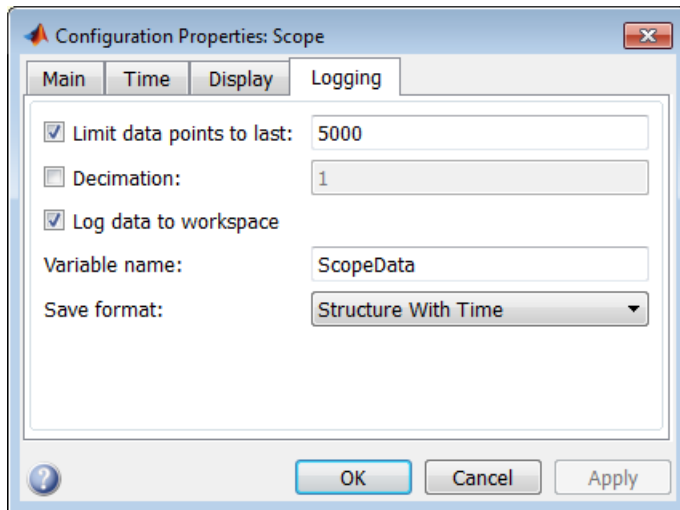 Configuration Properties: Scope
Main Time Display Logging
Limit data points to last: 5000
Decimation: 1
Log data to workspace
Variable name: ScopeData
Save format: Structure With Time
? OK Cancel Apply